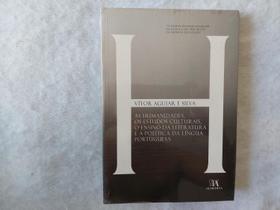 VÍTOR AGUIAR E SILVA
AS HUMANIDADES,
OS ESTUDOS CULTURAIS,
O ENSINO DA LITERATURA
E A POLÍTICA DA LÍNGUA
PORTUGUESA
ALMEDINA